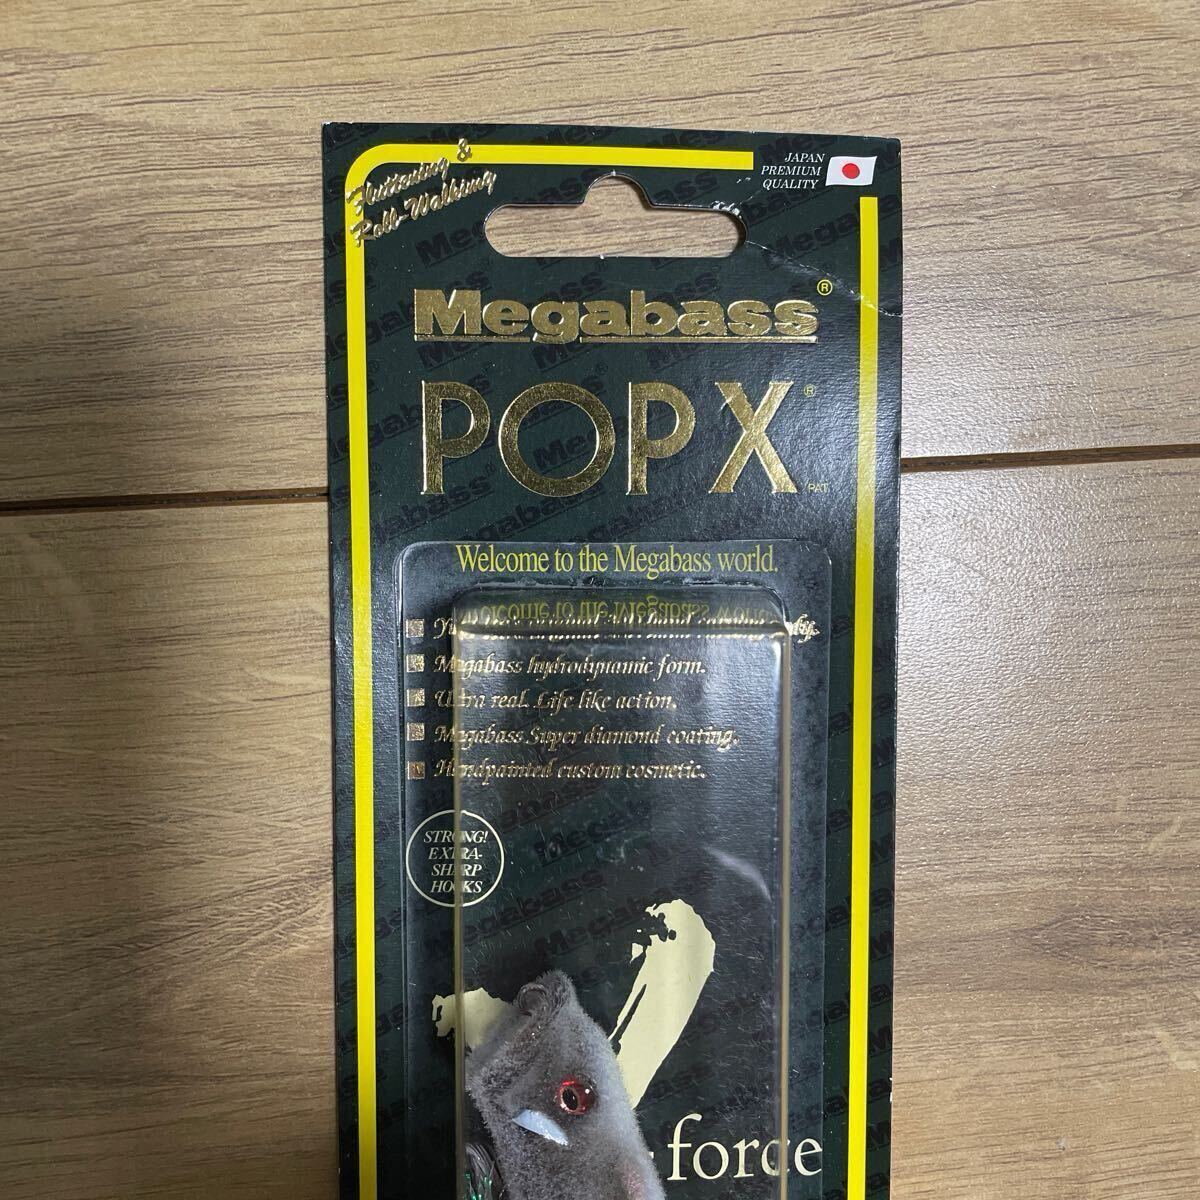 Fluttering &
Roll-Walking
JAPAN
PREMIUM
QUALITY
Megabass®
POP X®
PAT.
Welcome to the Megabass world.
Megabass hydrodynamic form.
Ultra real. Life like action.
Megabass Super diamond coating.
Handpainted custom cosmetic.
STRONG!
EXTRA-
SHARP
HOOKS
force